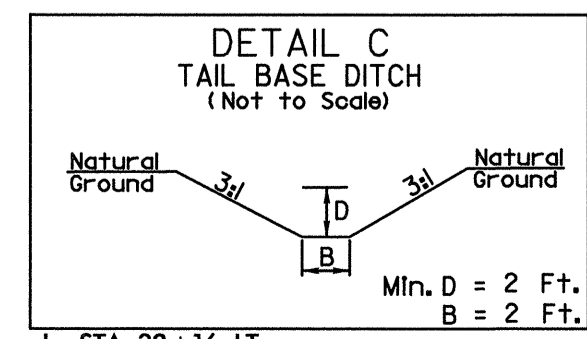 DETAIL C
TAIL BASE DITCH
(Not to Scale)
Natural
Ground
3:1
3:1
Natural
Ground
D
B
Min. D = 2 Ft.
B = 2 Ft.